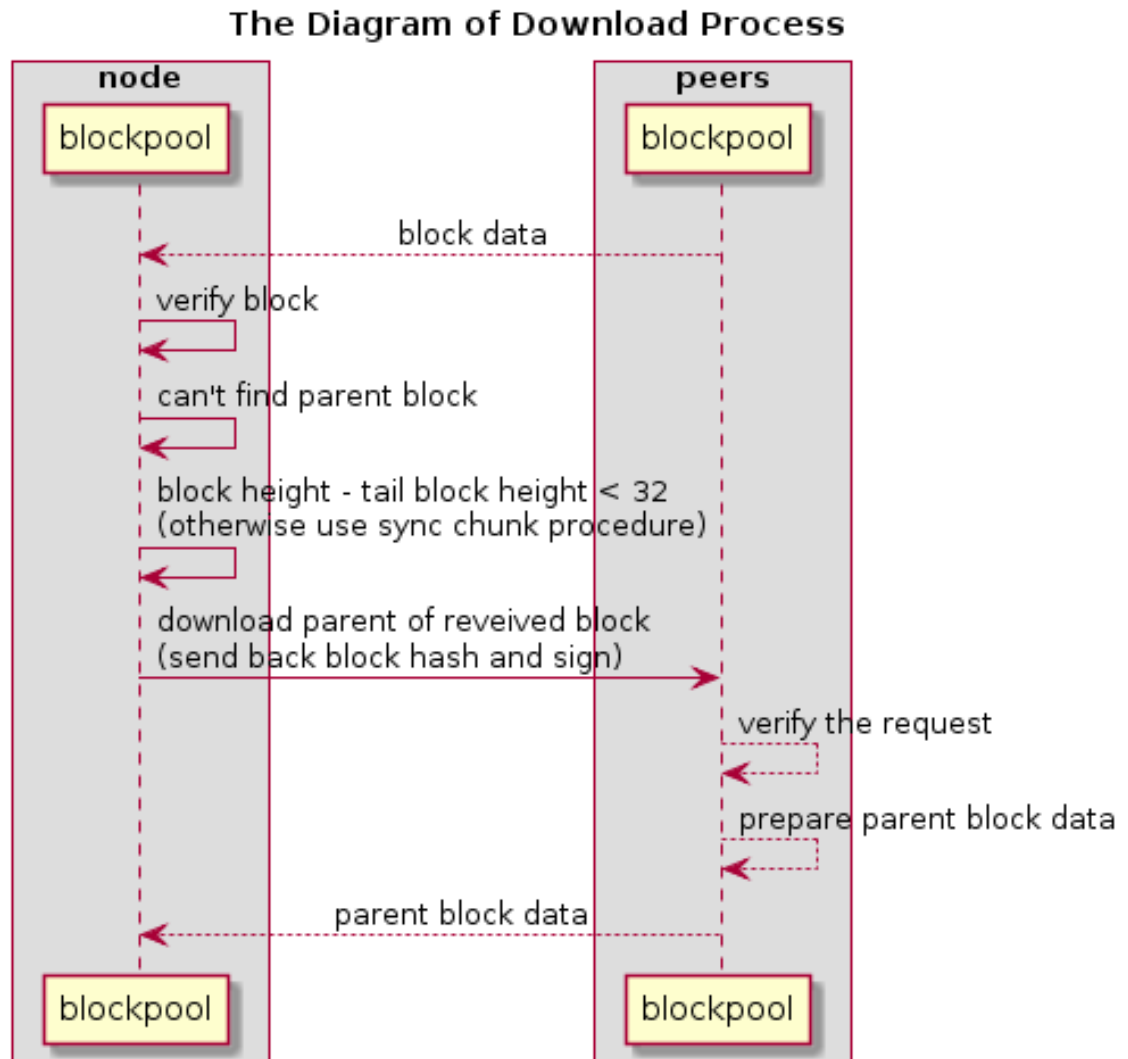 The Diagram of Download Process
node
peers
blockpool
blockpool
block data
verify block
can't find parent block
block height - tail block height < 32
(otherwise use sync chunk procedure)
download parent of reveived block
(send back block hash and sign)
verify the request
prepare parent block data
parent block data
blockpool
blockpool